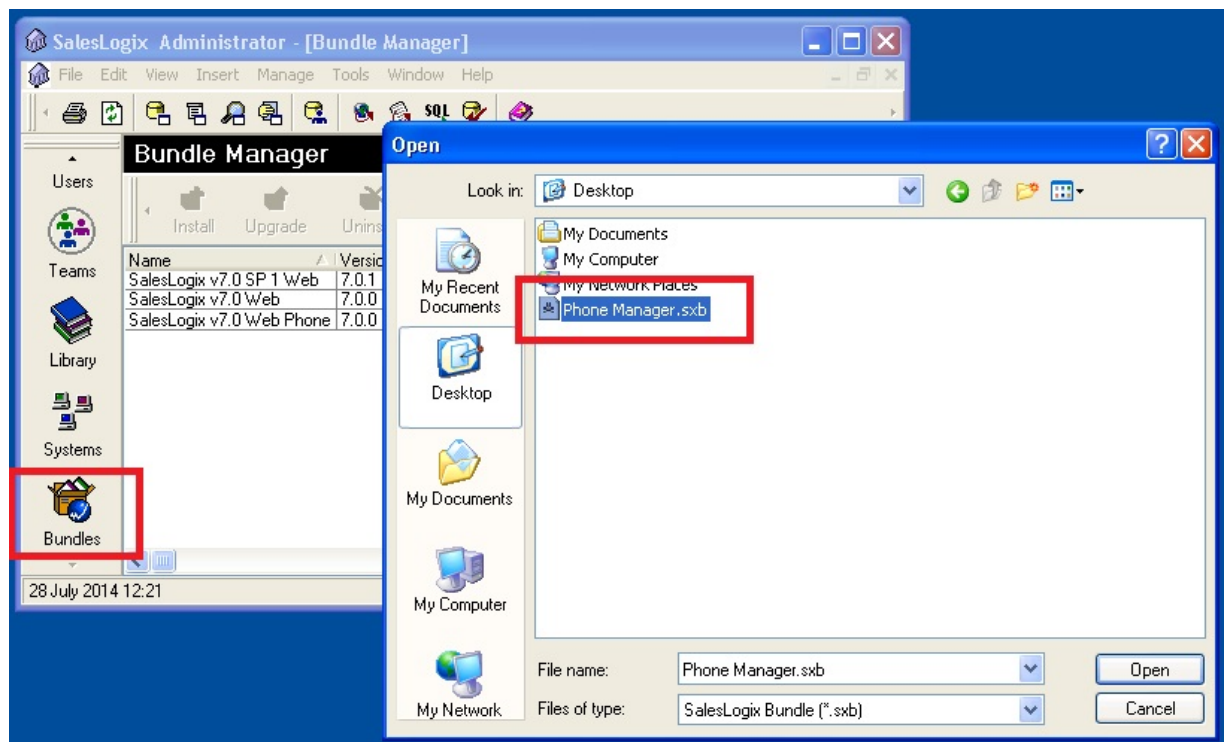 SalesLogix Administrator - [Bundle Manager]
File Edit View Insert Manage Tools Window Help
SQL
Bundle Manager
Users
Install Upgrade Unins
Teams
Name Versio
SalesLogix v7.0 SP 1 Web 7.0.1
SalesLogix v7.0 Web 7.0.0
SalesLogix v7.0 Web Phone 7.0.0
Library
Systems
Bundles
28 July 2014 12:21
Open
Look in: Desktop
My Recent
Documents
Desktop
My Documents
My Computer
My Network
My Documents
My Computer
My Network Places
Phone Manager.sxb
File name: Phone Manager.sxb Open
Files of type: SalesLogix Bundle (*.sxb) Cancel